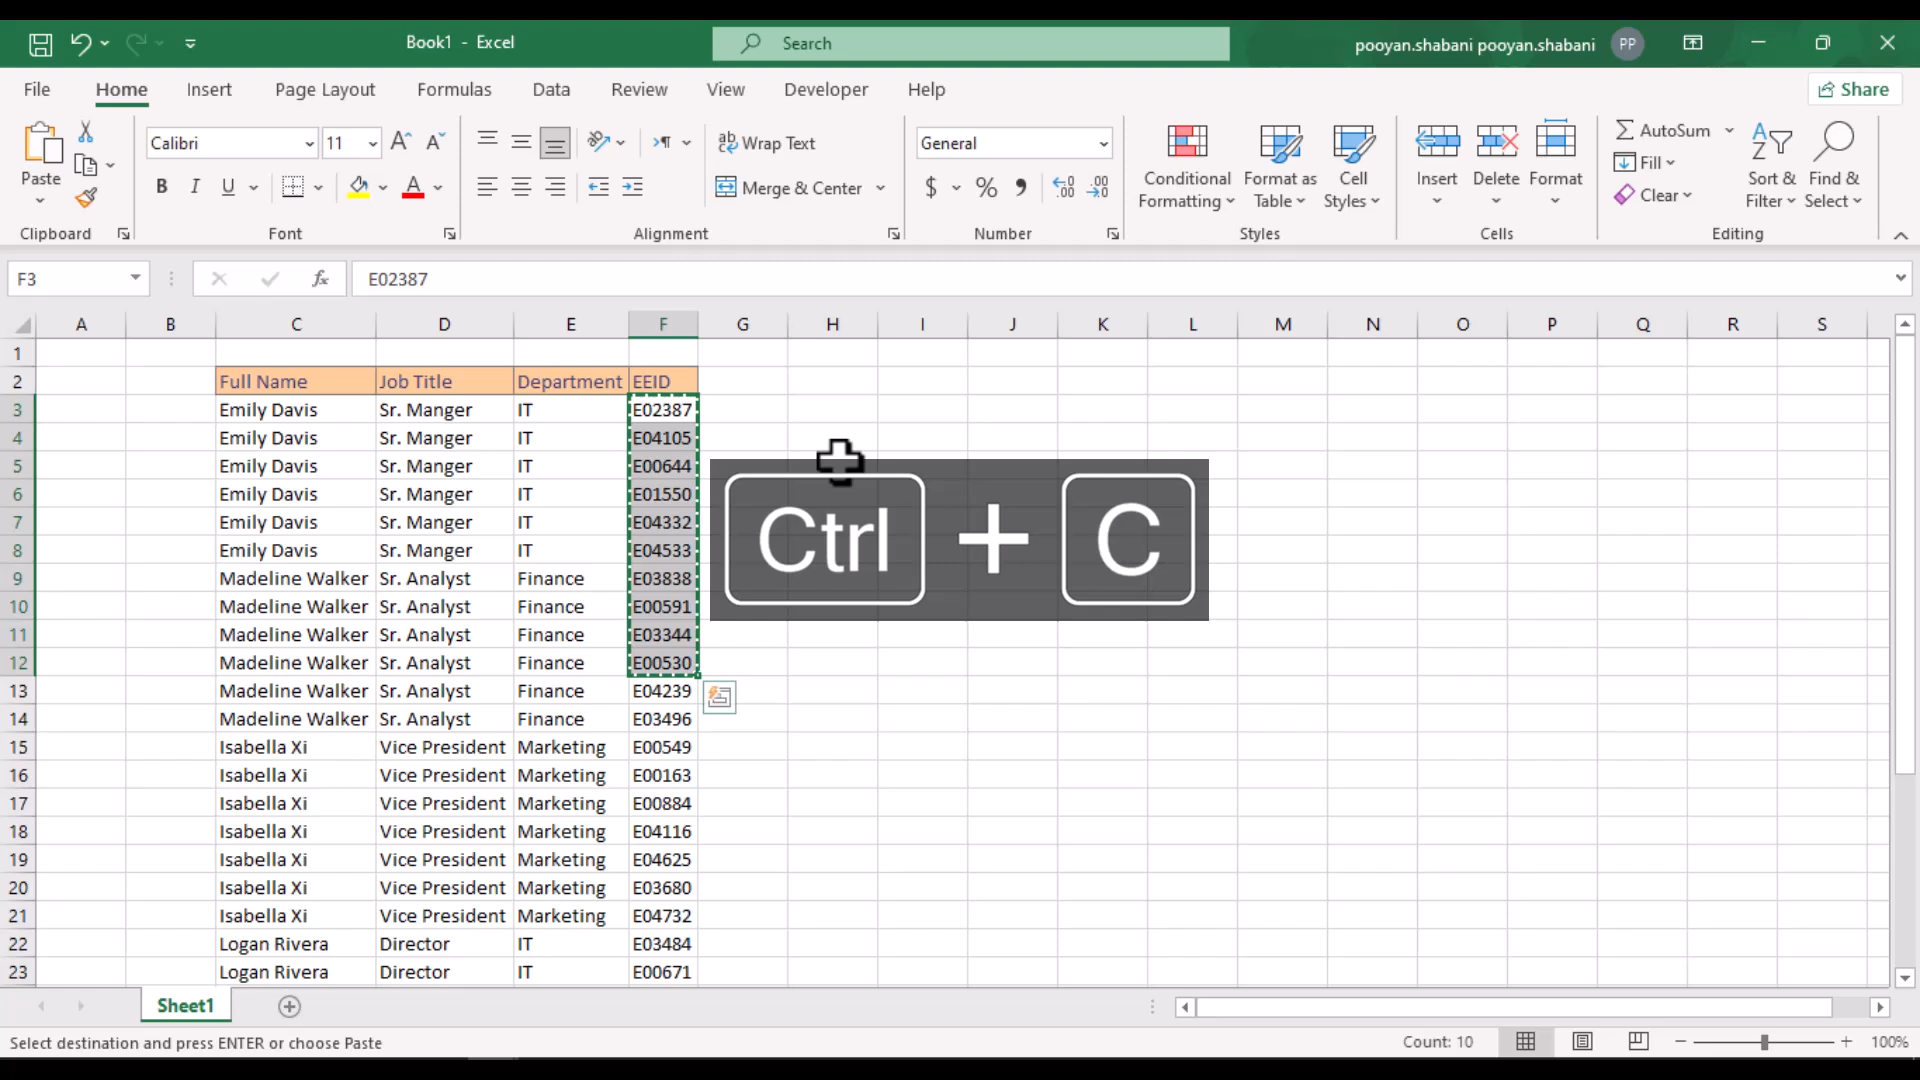 Book1 - Excel
Search
pooyan.shabani pooyan.shabani
PP
File Home Insert Page Layout Formulas Data Review View Developer Help
Share
Paste
Clipboard
Calibri 11
B I U
Font
Wrap Text
Merge & Center
Alignment
General
$ % 9
Number
Conditional Formatting
Format as Table
Cell Styles
Styles
Insert
Delete
Format
Cells
AutoSum
Fill
Clear
Sort & Filter
Find & Select
Editing
F3
fx
E02387
A B C D E F G H I J K L M N O P Q R S
1
2 Full Name Job Title Department EEID
3 Emily Davis Sr. Manger IT E02387
4 Emily Davis Sr. Manger IT E04105
5 Emily Davis Sr. Manger IT E00644
6 Emily Davis Sr. Manger IT E01550
7 Emily Davis Sr. Manger IT E04332
8 Emily Davis Sr. Manger IT E04533
9 Madeline Walker Sr. Analyst Finance E03838
10 Madeline Walker Sr. Analyst Finance E00591
11 Madeline Walker Sr. Analyst Finance E03344
12 Madeline Walker Sr. Analyst Finance E00530
13 Madeline Walker Sr. Analyst Finance E04239
14 Madeline Walker Sr. Analyst Finance E03496
15 Isabella Xi Vice President Marketing E00549
16 Isabella Xi Vice President Marketing E00163
17 Isabella Xi Vice President Marketing E00884
18 Isabella Xi Vice President Marketing E04116
19 Isabella Xi Vice President Marketing E04625
20 Isabella Xi Vice President Marketing E03680
21 Isabella Xi Vice President Marketing E04732
22 Logan Rivera Director IT E03484
23 Logan Rivera Director IT E00671
Ctrl + C
Sheet1
Select destination and press ENTER or choose Paste
Count: 10
100%